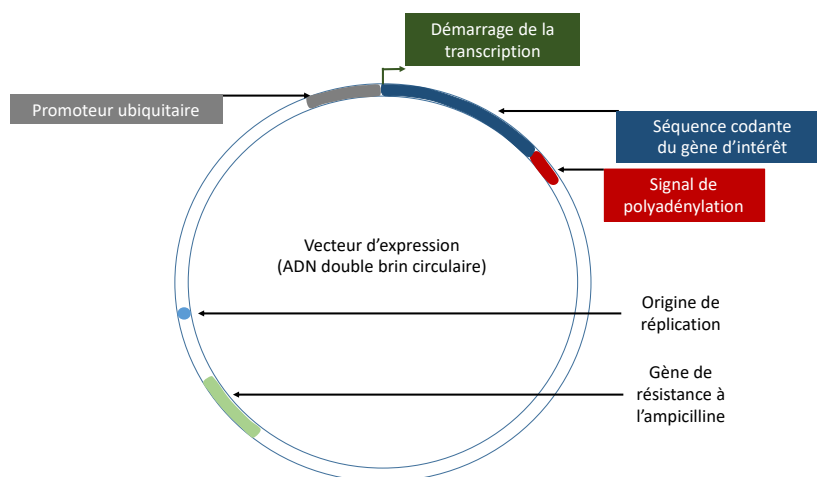 Démarrage de la
transcription
Promoteur ubiquitaire
Séquence codante
du gène d'intérêt
Signal de
polyadénylation
Vecteur d'expression
(ADN double brin circulaire)
Origine de
réplication
Gène de
résistance à
l'ampicilline